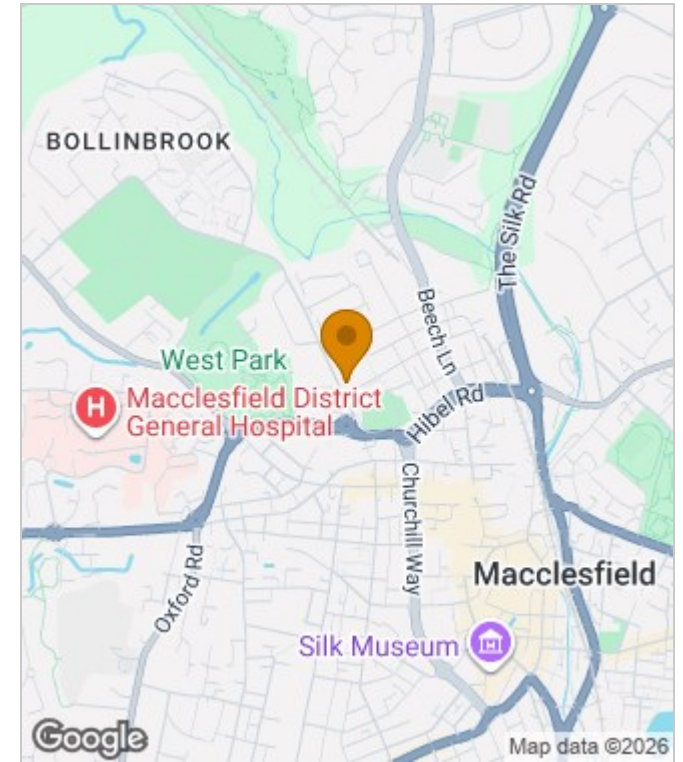 BOLLINBROOK
The Silk Rd
Beech Ln
West Park
H
Macclesfield District
General Hospital
Hibel Rd
Churchill Way
Oxford Rd
Macclesfield
Silk Museum
Google
Map data ©2026